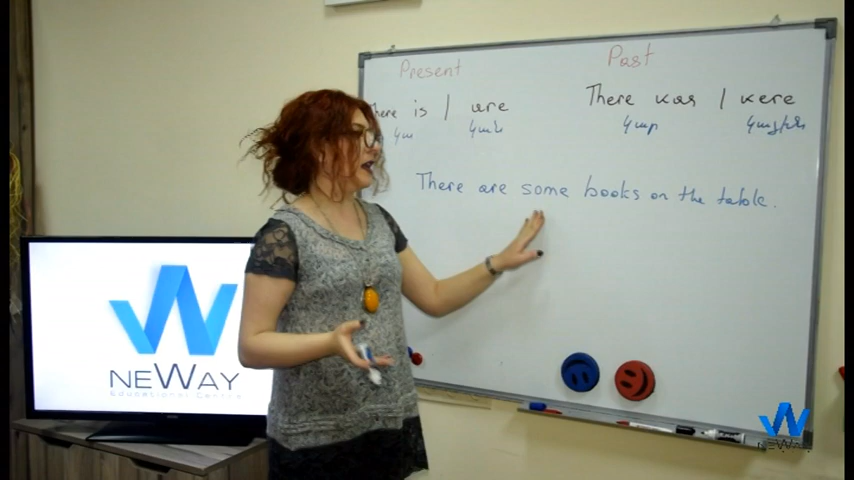 Present
Past
There is | are
There was | were
կա
կան
կար
կային
There are some books on the table.
NEWAY
Educational Centre
NEWAY